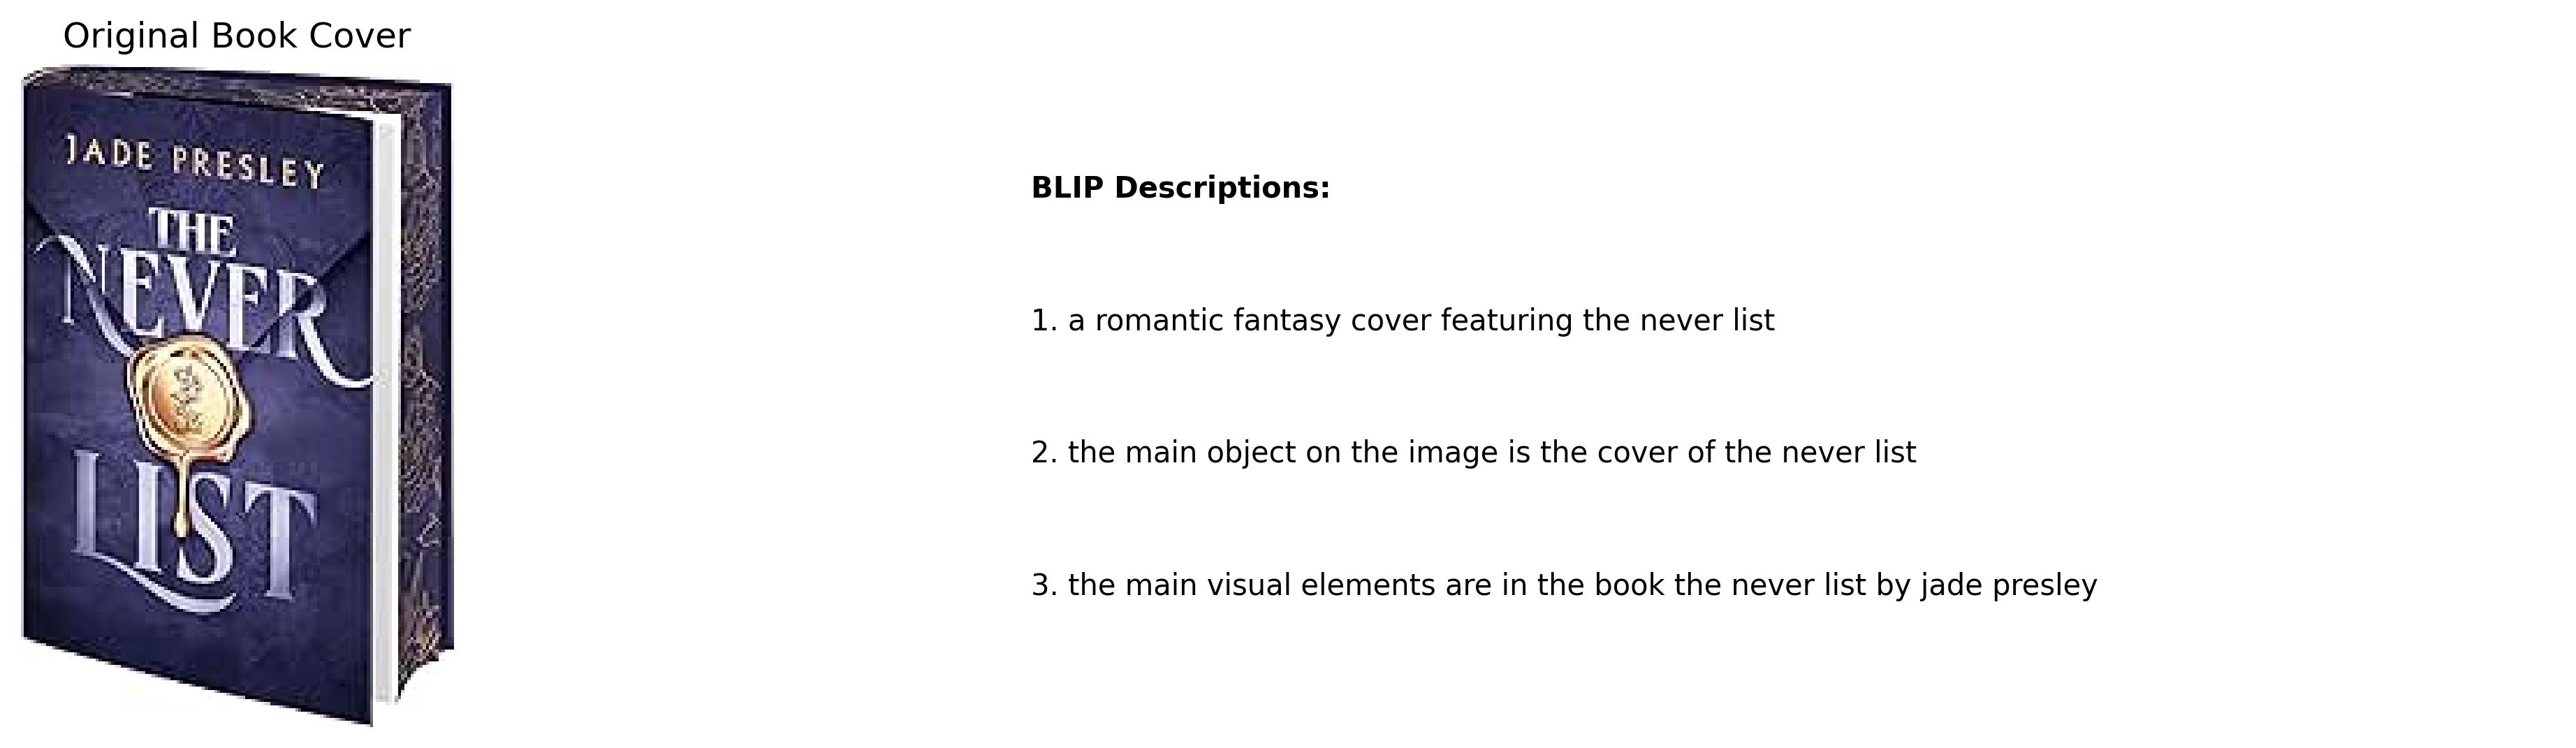 Original Book Cover
JADE PRESLEY
THE
NEVER
LIST
BLIP Descriptions:
1. a romantic fantasy cover featuring the never list
2. the main object on the image is the cover of the never list
3. the main visual elements are in the book the never list by jade presley